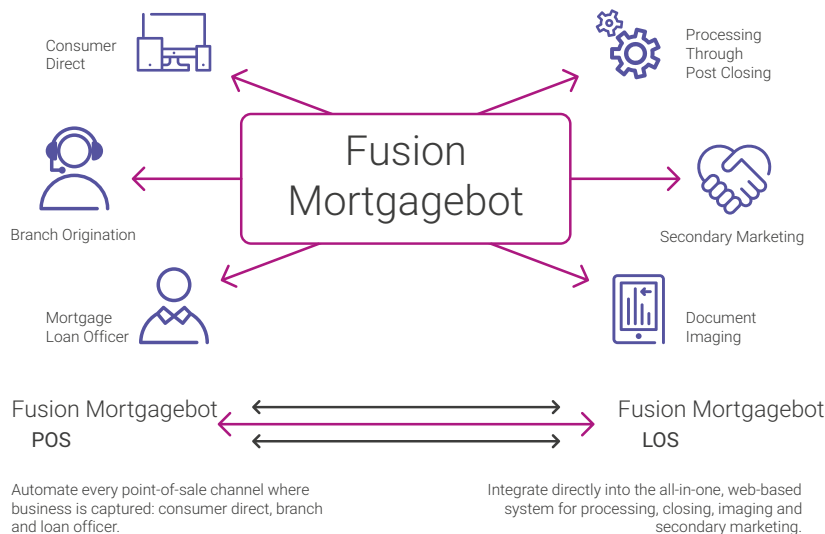 Consumer
Direct
Processing
Through
Post Closing
Fusion
Mortgagebot
Branch Origination
Secondary Marketing
Mortgage
Loan Officer
Document
Imaging
Fusion Mortgagebot
POS
Fusion Mortgagebot
LOS
Automate every point-of-sale channel where
business is captured: consumer direct, branch
and loan officer.
Integrate directly into the all-in-one, web-based
system for processing, closing, imaging and
secondary marketing.